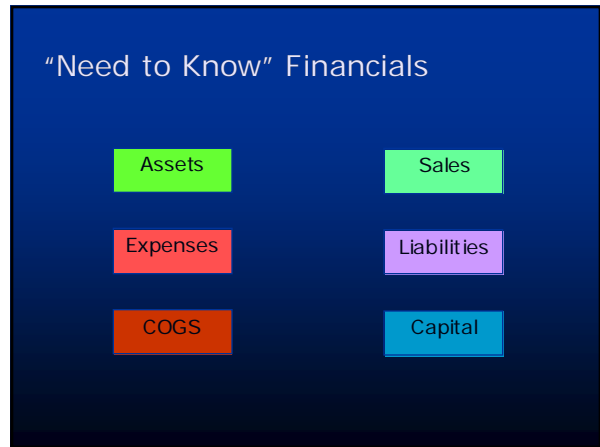 “Need to Know” Financials
Assets
Sales
Expenses
Liabilities
COGS
Capital